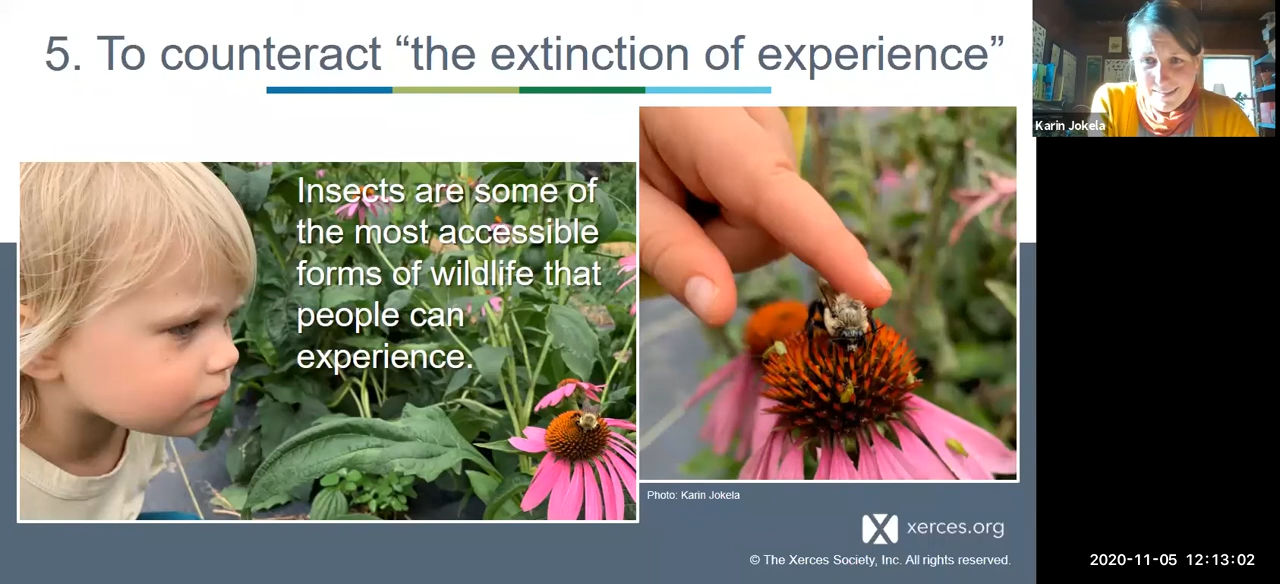 5. To counteract “the extinction of experience”
Karin Jokela
Insects are some of
the most accessible
forms of wildlife that
people can
experience.
Photo: Karin Jokela
xerces.org
© The Xerces Society, Inc. All rights reserved.
2020-11-05 12:13:02